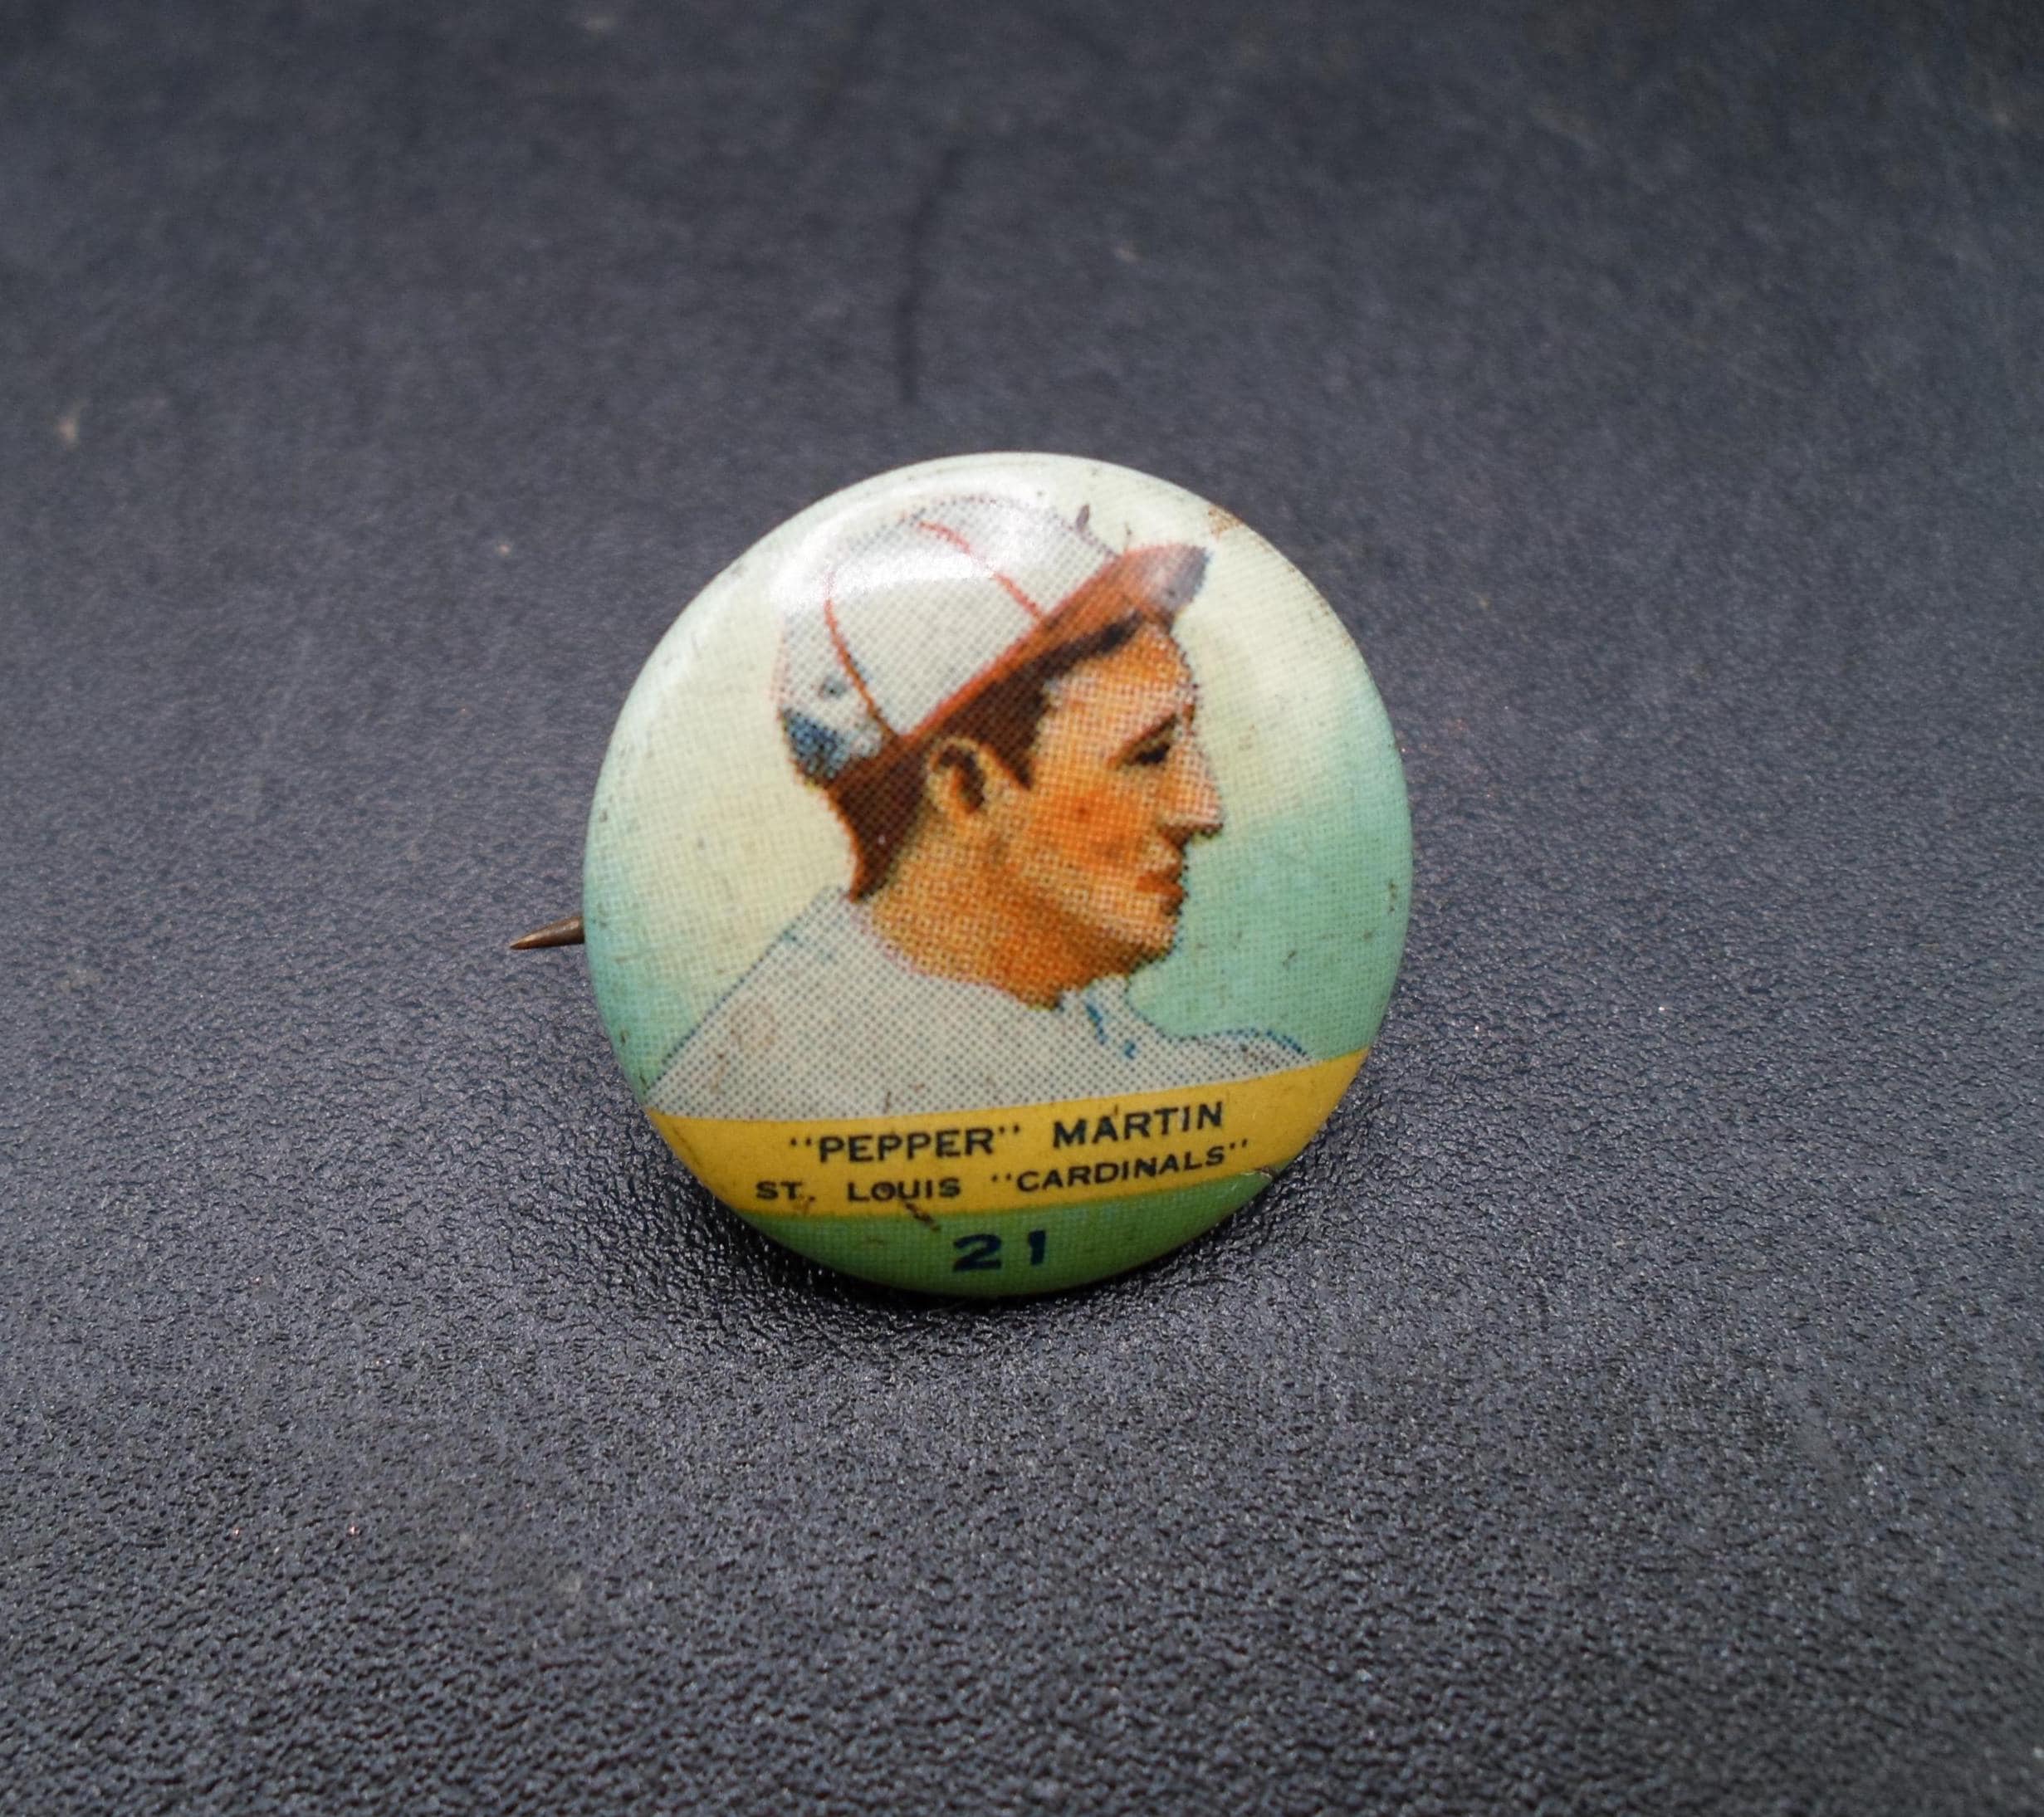 "PEPPER" MARTIN
ST. LOUIS "CARDINALS"
21